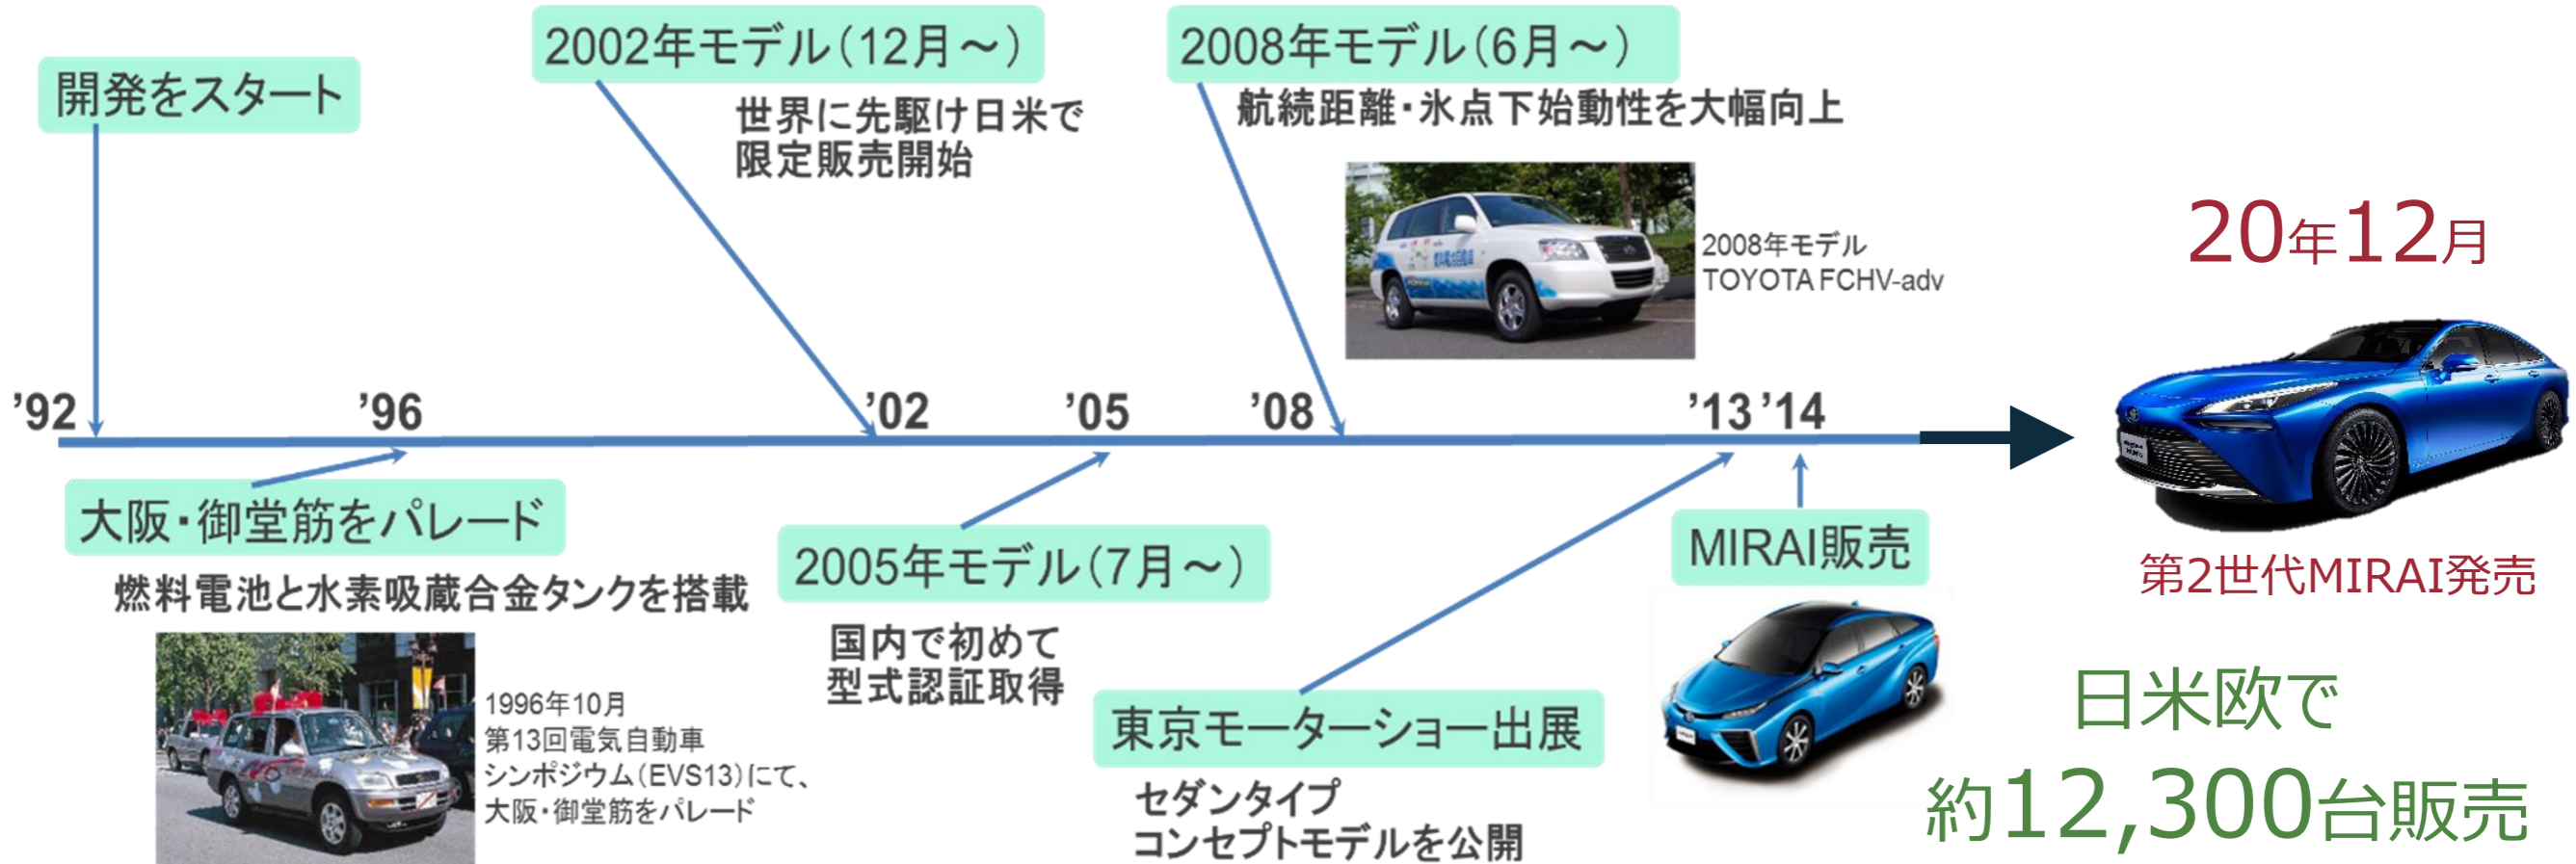 開発をスタート
2002年モデル(12月～)
世界に先駆け日米で
限定販売開始
2008年モデル(6月～)
航続距離・氷点下始動性を大幅向上
2008年モデル
TOYOTA FCHV-adv
20年12月
’92
’96
’02
’05
’08
’13
’14
大阪・御堂筋をパレード
燃料電池と水素吸蔵合金タンクを搭載
1996年10月
第13回電気自動車
シンポジウム(EVS13)にて、
大阪・御堂筋をパレード
2005年モデル(7月～)
国内で初めて
型式認証取得
東京モーターショー出展
セダンタイプ
コンセプトモデルを公開
MIRAI販売
第2世代MIRAI発売
日米欧で
約12,300台販売